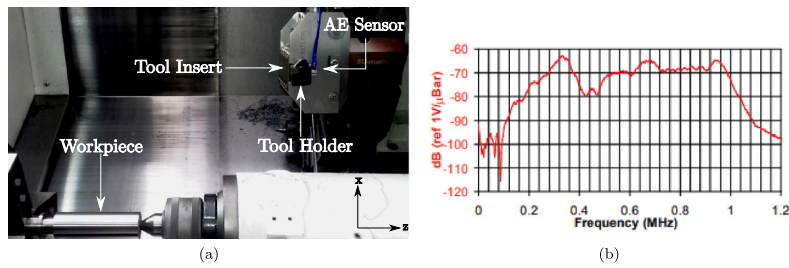 AE Sensor
Tool Insert
Tool Holder
Workpiece
x
z
(a)
-60
-70
-80
-90
-100
-110
-120
dB (ref 1V/μBar)
0
0.2
0.4
0.6
0.8
1
1.2
Frequency (MHz)
(b)